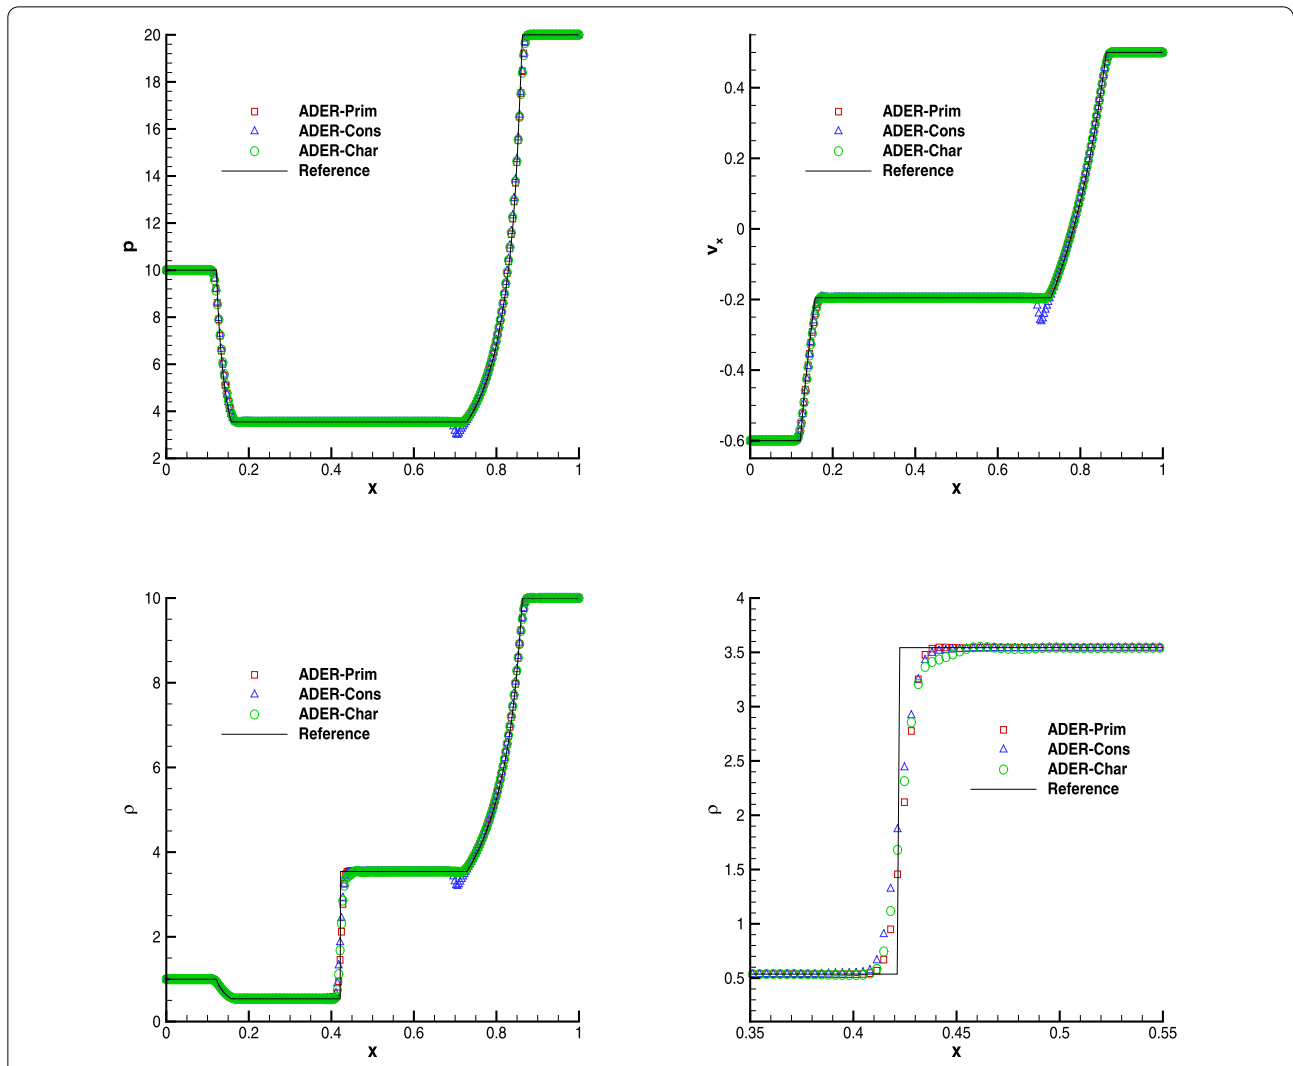 20
18
16
14
12
10
8
6
4
2
p
0
0.2
0.4
0.6
0.8
1
x
ADER-Prim
ADER-Cons
ADER-Char
Reference
0.4
0.2
0
-0.2
-0.4
-0.6
v_x
0
0.2
0.4
0.6
0.8
1
x
ADER-Prim
ADER-Cons
ADER-Char
Reference
10
8
6
4
2
0
ρ
0
0.2
0.4
0.6
0.8
1
x
ADER-Prim
ADER-Cons
ADER-Char
Reference
4
3.5
3
2.5
2
1.5
1
0.5
ρ
0.35
0.4
0.45
0.5
0.55
x
ADER-Prim
ADER-Cons
ADER-Char
Reference